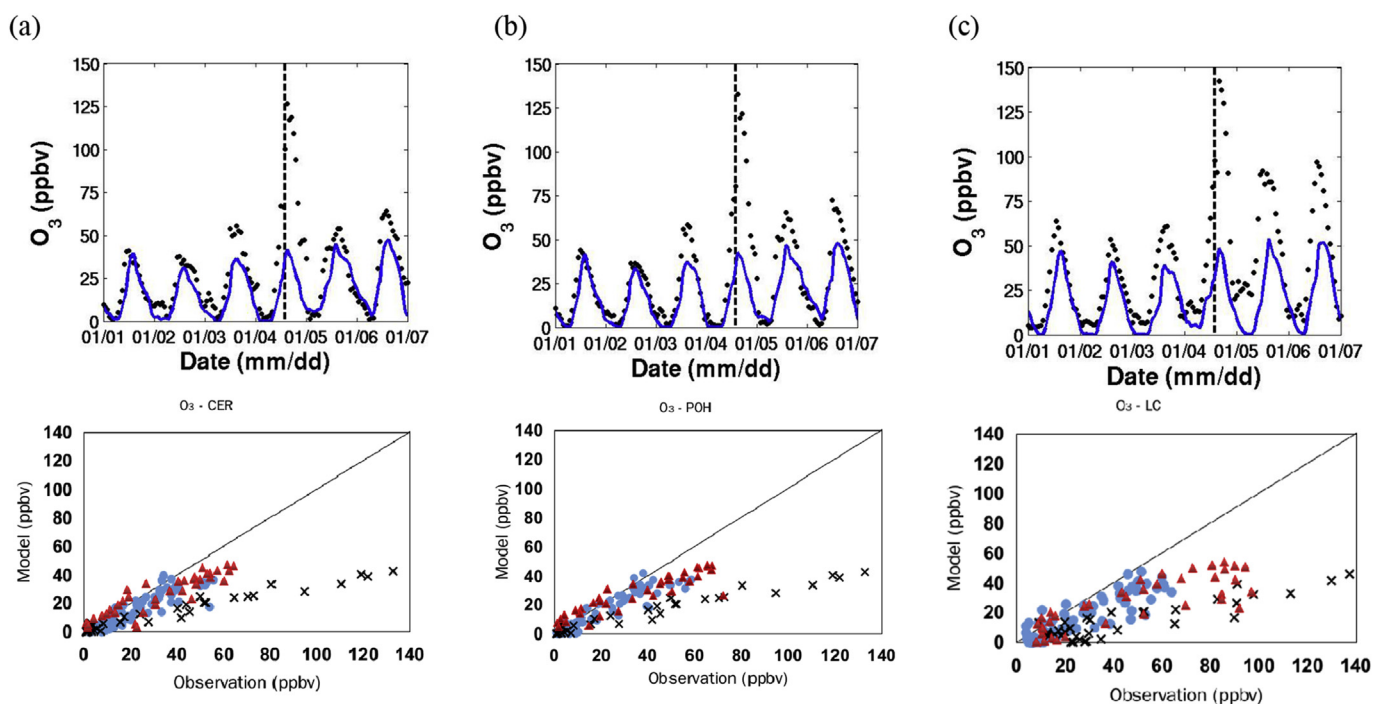 (a)
(b)
(c)
150
125
100
75
50
25
0
O3 (ppbv)
01/01 01/02 01/03 01/04 01/05 01/06 01/07
Date (mm/dd)
150
125
100
75
50
25
0
O3 (ppbv)
01/01 01/02 01/03 01/04 01/05 01/06 01/07
Date (mm/dd)
150
125
100
75
50
25
0
O3 (ppbv)
01/01 01/02 01/03 01/04 01/05 01/06 01/07
Date (mm/dd)
O3 - CER
140
120
100
80
60
40
20
0
Model (ppbv)
0 20 40 60 80 100 120 140
Observation (ppbv)
O3 - POH
140
120
100
80
60
40
20
0
Model (ppbv)
0 20 40 60 80 100 120 140
Observation (ppbv)
O3 - LC
140
120
100
80
60
40
20
0
Model (ppbv)
0 20 40 60 80 100 120 140
Observation (ppbv)